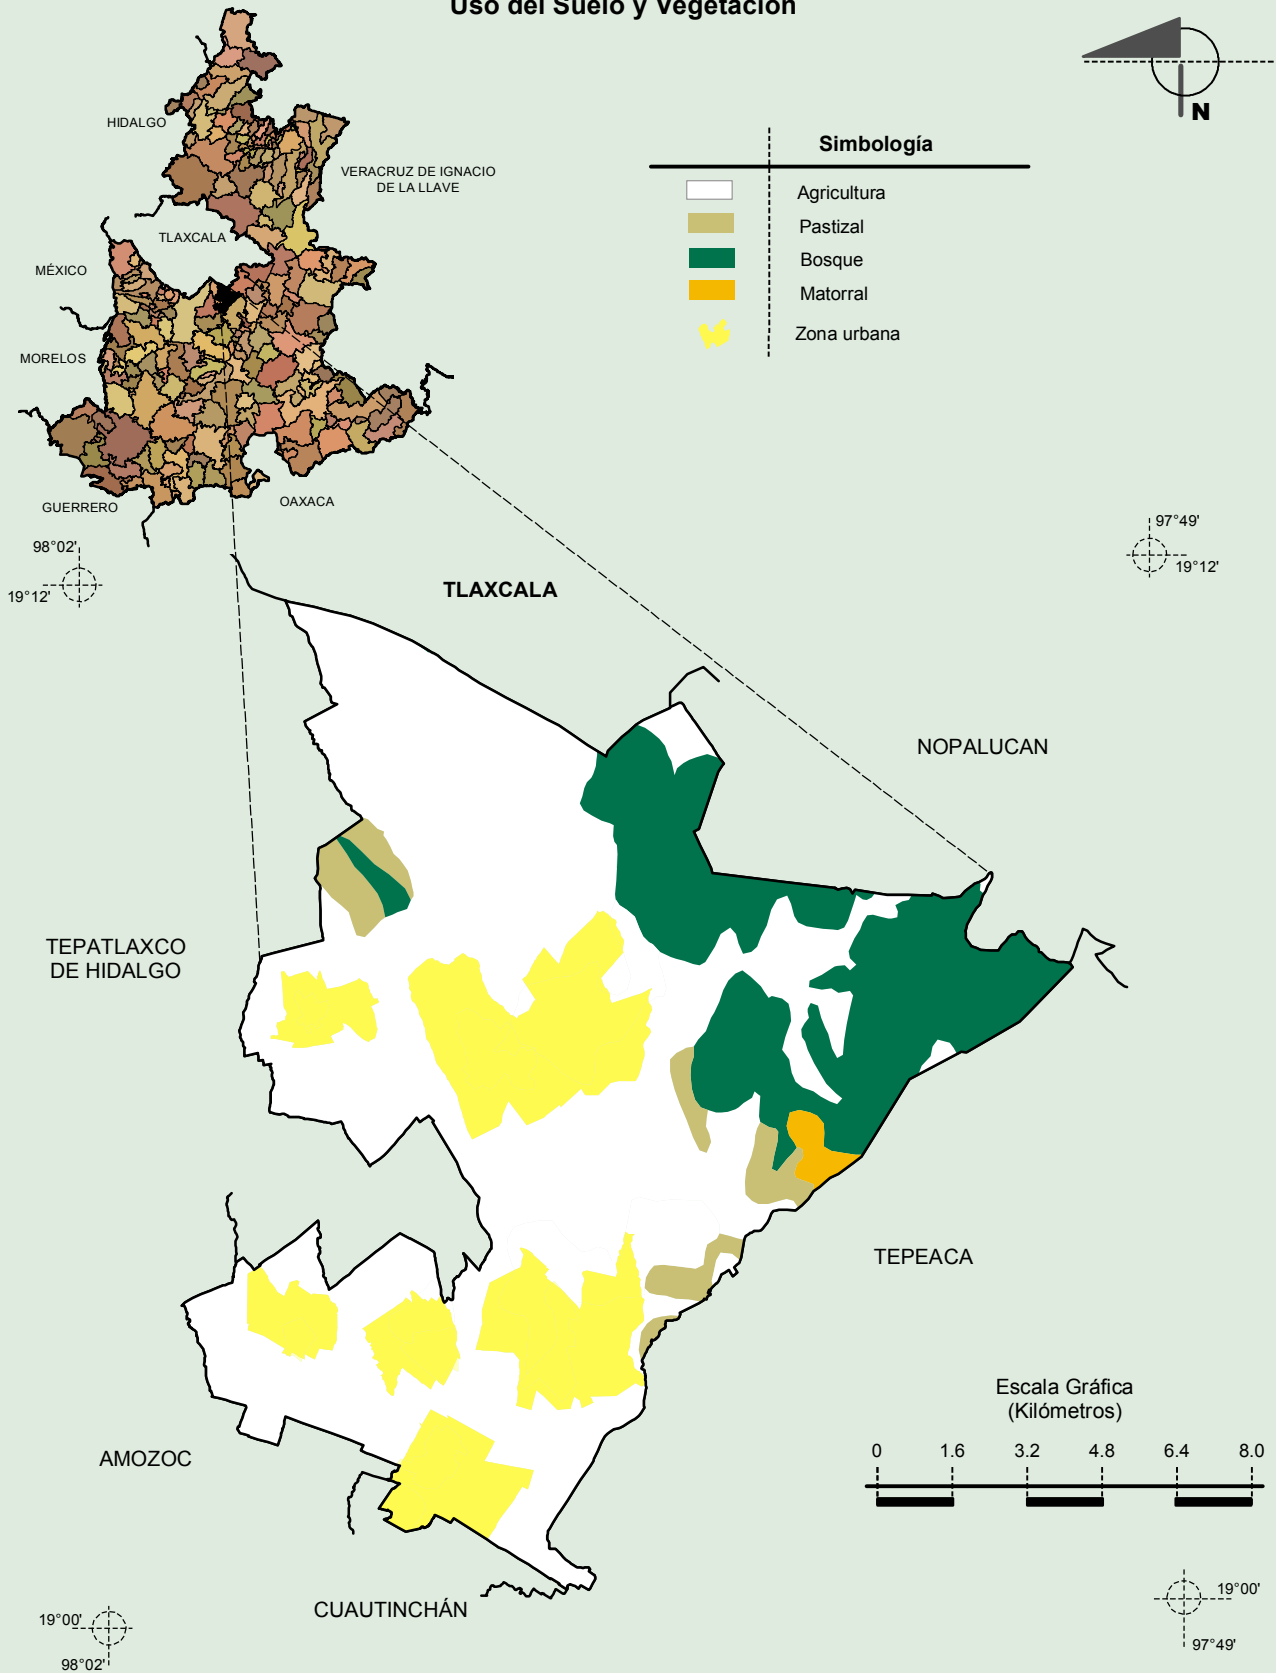 Uso del Suelo y Vegetación
N
HIDALGO
VERACRUZ DE IGNACIO
DE LA LLAVE
TLAXCALA
MÉXICO
MORELOS
GUERRERO
OAXACA
Simbología
Agricultura
Pastizal
Bosque
Matorral
Zona urbana
98°02'
19°12'
97°49'
19°12'
TLAXCALA
NOPALUCAN
TEPATLAXCO
DE HIDALGO
TEPEACA
AMOZOC
CUAUTINCHÁN
Escala Gráfica
(Kilómetros)
0 1.6 3.2 4.8 6.4 8.0
19°00'
98°02'
19°00'
97°49'